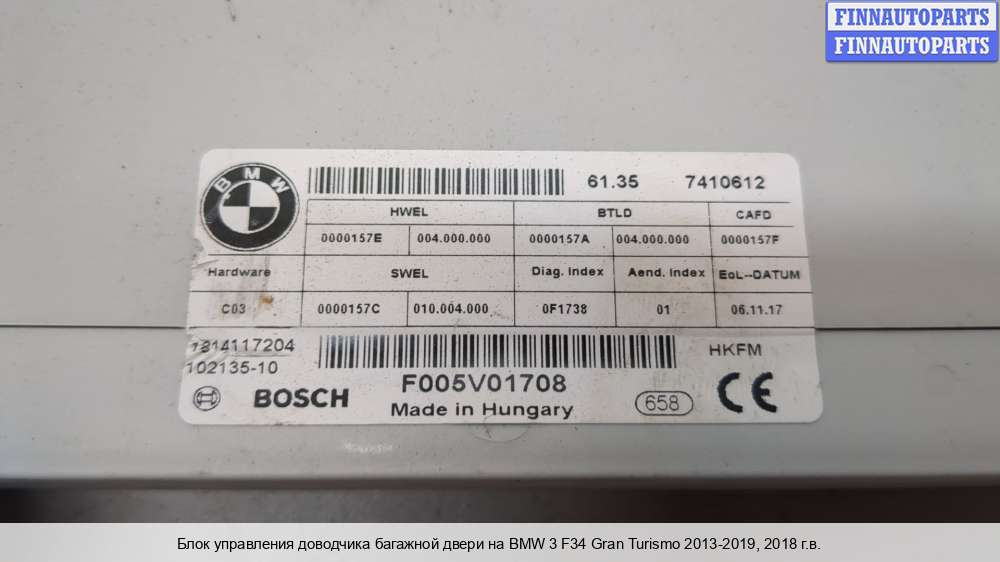 FINNAUTOPARTS
FINNAUTOPARTS
BMW
61.35 7410612
HWEL BTLD CAFD
0000157E 004.000.000 0000157A 004.000.000 0000157F
Hardware SWEL Diag. Index Aend. Index EoL--DATUM
C03 0000157C 010.004.000 0F1738 01 06.11.17
1814117204
102135-10
HKFM
F005V01708
BOSCH
Made in Hungary
658
CE
Блок управления доводчика багажной двери на BMW 3 F34 Gran Turismo 2013-2019, 2018 г.в.